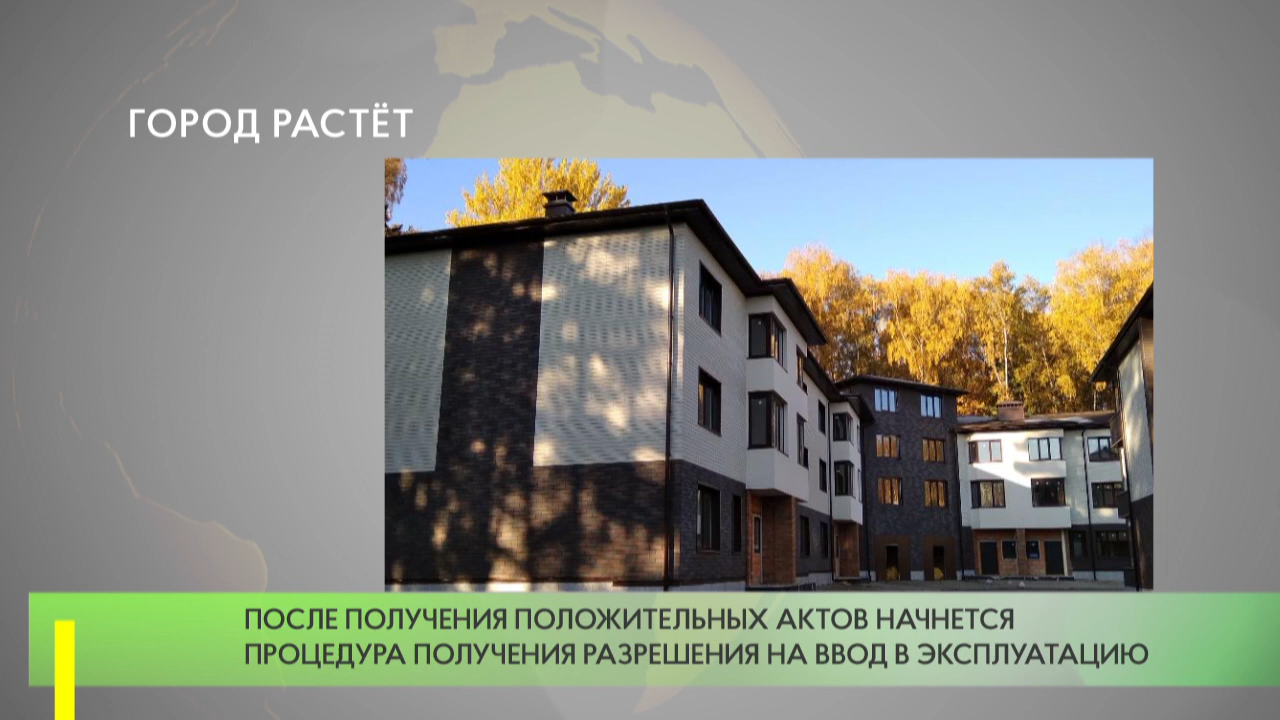 ГОРОД РАСТЁТ
ПОСЛЕ ПОЛУЧЕНИЯ ПОЛОЖИТЕЛЬНЫХ АКТОВ НАЧНЕТСЯ
ПРОЦЕДУРА ПОЛУЧЕНИЯ РАЗРЕШЕНИЯ НА ВВОД В ЭКСПЛУАТАЦИЮ